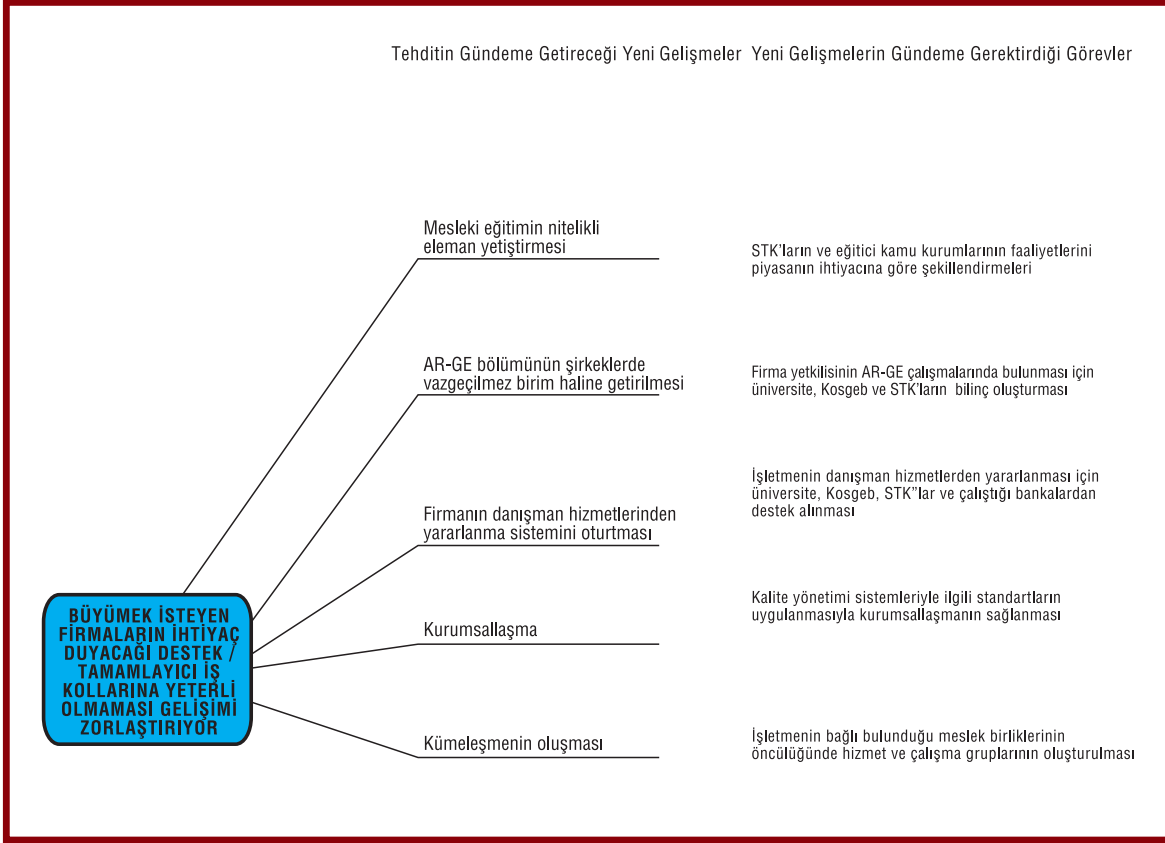 Tehditin Gündeme Getireceği Yeni Gelişmeler Yeni Gelişmelerin Gündeme Gerektirdiği Görevler
Mesleki eğitimin nitelikli
eleman yetiştirmesi
STK'ların ve eğitici kamu kurumlarının faaliyetlerini
piyasanın ihtiyacına göre şekillendirmeleri
AR-GE bölümünün şirkeklerde
vazgeçilmez birim haline getirilmesi
Firma yetkilisinin AR-GE çalışmalarında bulunması için
üniversite, Kosgeb ve STK'ların bilinç oluşturması
Firmanın danışman hizmetlerinden
yararlanma sistemini oturtması
İşletmenin danışman hizmetlerden yararlanması için
üniversite, Kosgeb, STK"lar ve çalıştığı bankalardan
destek alınması
Kurumsallaşma
Kalite yönetimi sistemleriyle ilgili standartların
uygulanmasıyla kurumsallaşmanın sağlanması
Kümeleşmenin oluşması
İşletmenin bağlı bulunduğu meslek birliklerinin
öncülüğünde hizmet ve çalışma gruplarının oluşturulması
BÜYÜMEK İSTEYEN
FİRMALARIN İHTİYAÇ
DUYACAĞI DESTEK /
TAMAMLAYICI İŞ
KOLLARINA YETERLİ
OLMAMASI GELİŞİMİ
ZORLAŞTIRIYOR